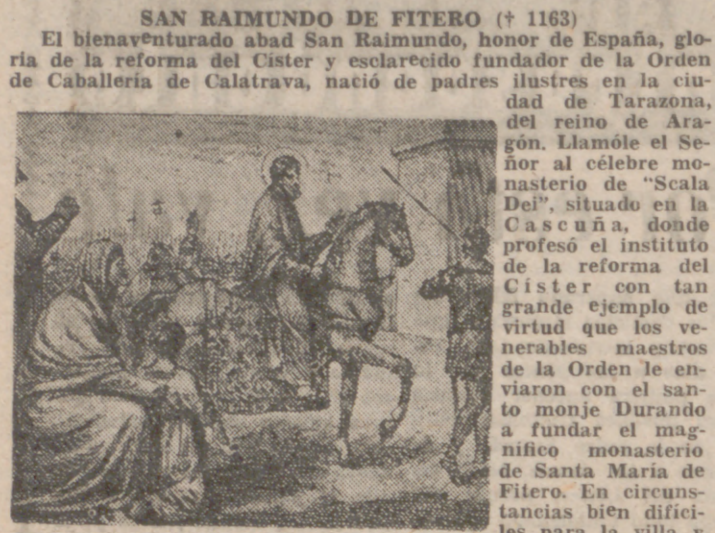 SAN RAIMUNDO DE FITERO († 1163)
El bienaventurado abad San Raimundo, honor de España, glo-
ria de la reforma del Císter y esclarecido fundador de la Orden
de Caballería de Calatrava, nació de padres ilustres en la ciu-
dad de Tarazona,
del reino de Ara-
gón. Llamóle el Se-
ñor al célebre mo-
nasterio de "Scala
Dei", situado en la
Cascuña, donde
profesó el instituto
de la reforma del
Císter con tan
grande ejemplo de
virtud que los ve-
nerables maestros
de la Orden le en-
viaron con el san-
to monje Durando
a fundar el mag-
nífico monasterio
de Santa María de
Fitero. En circuns-
tancias bien difíci-
les para la villa y